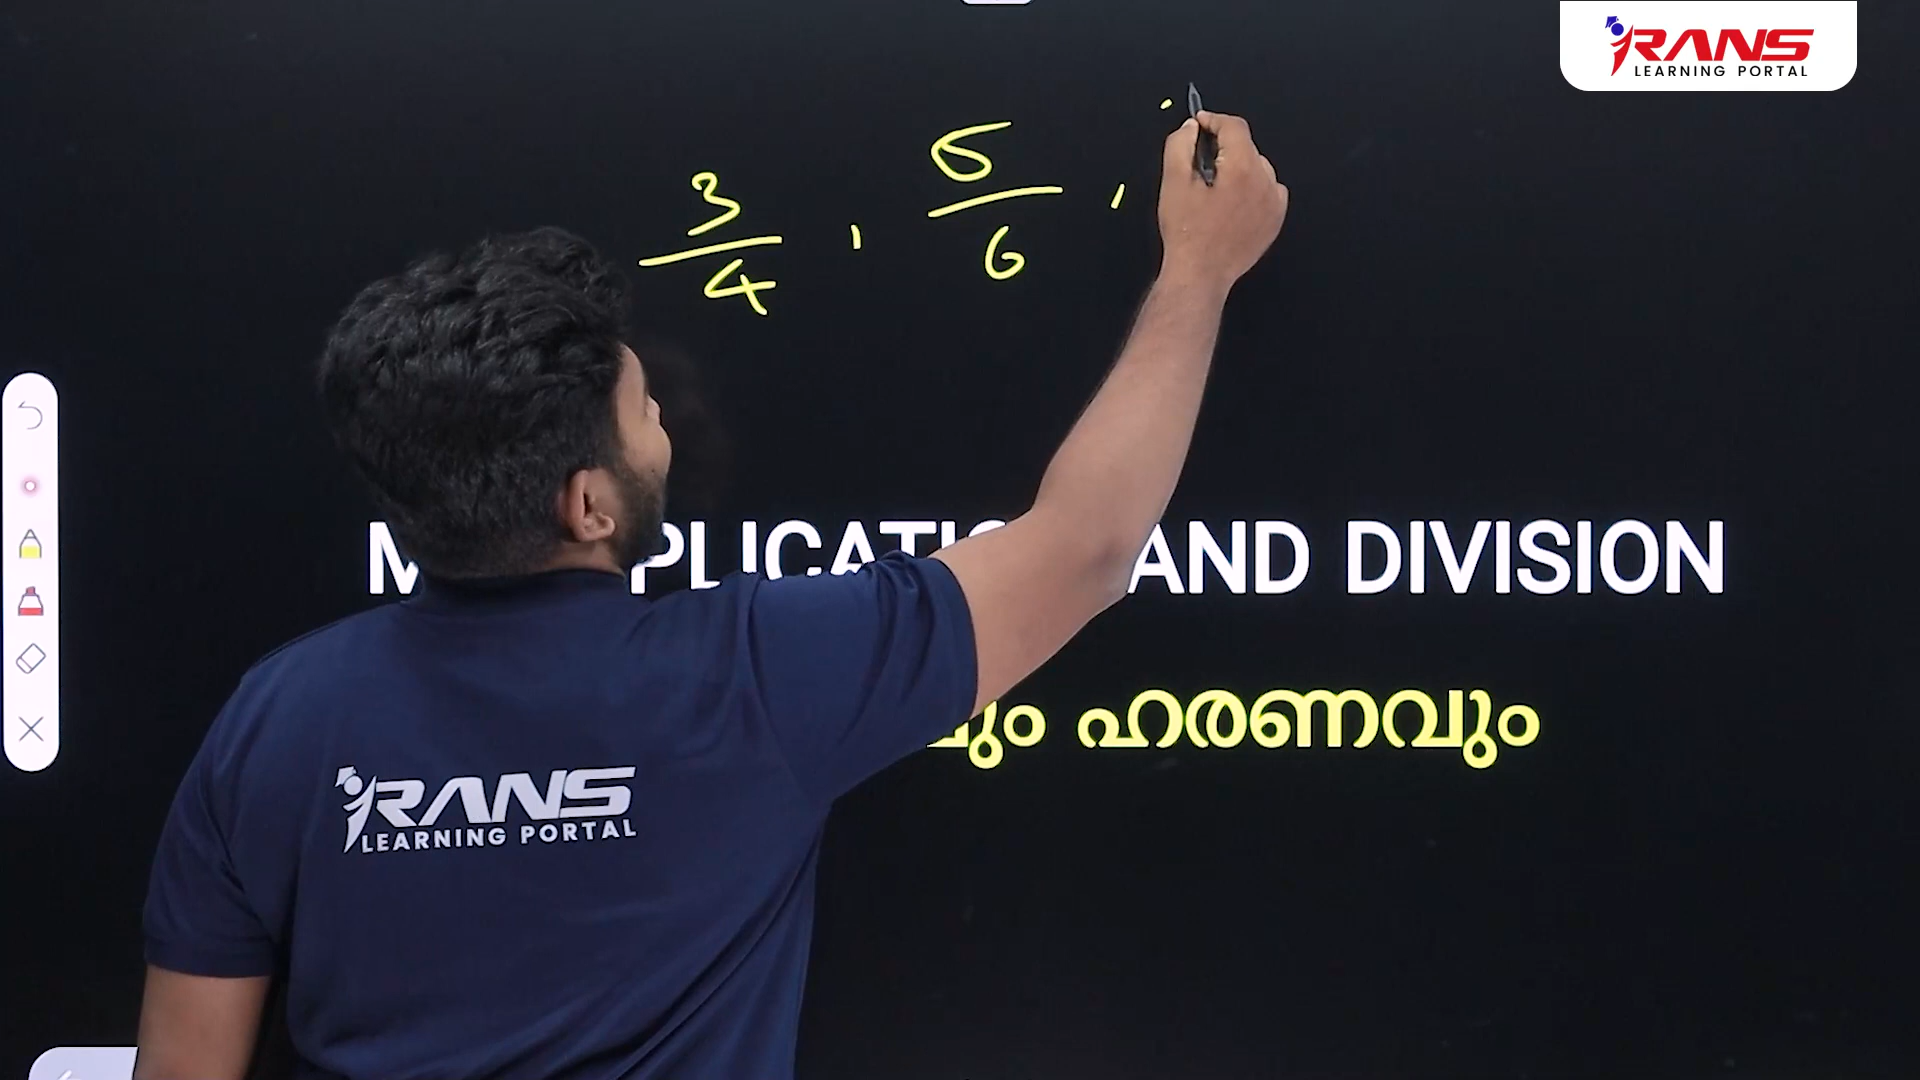 RANS
LEARNING PORTAL
3/4 , 5/6 ,
AND DIVISION
ഹരണവും
RANS
LEARNING PORTAL